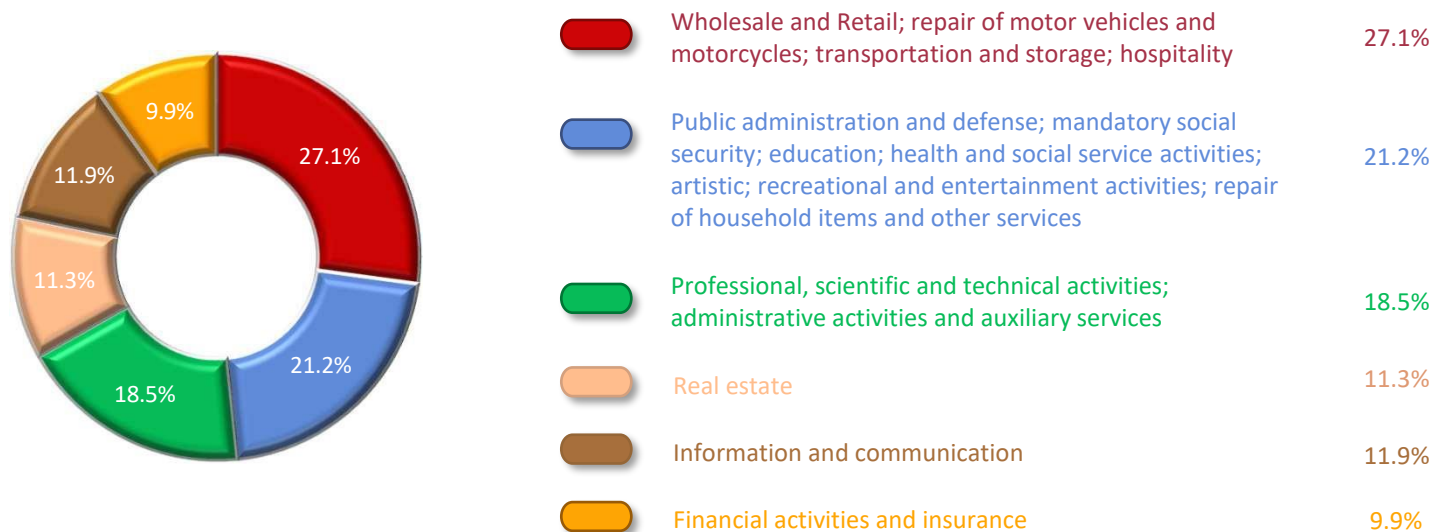 27.1%
21.2%
18.5%
11.3%
11.9%
9.9%
Wholesale and Retail; repair of motor vehicles and
motorcycles; transportation and storage; hospitality
27.1%
Public administration and defense; mandatory social
security; education; health and social service activities;
artistic; recreational and entertainment activities; repair
of household items and other services
21.2%
Professional, scientific and technical activities;
administrative activities and auxiliary services
18.5%
Real estate
11.3%
Information and communication
11.9%
Financial activities and insurance
9.9%